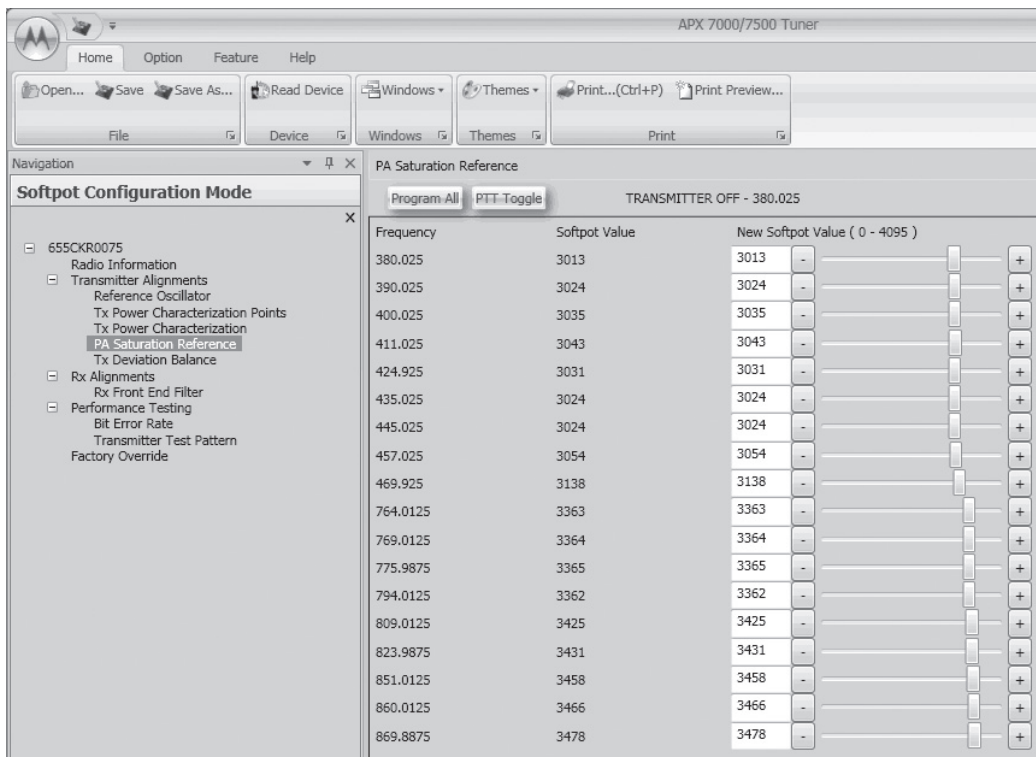 APX 7000/7500 Tuner
Home Option Feature Help
Open... Save Save As... Read Device Windows Themes Print...(Ctrl+P) Print Preview...
File Device Windows Themes Print
Navigation
Softpot Configuration Mode
655CKR0075
Radio Information
Transmitter Alignments
Reference Oscillator
Tx Power Characterization Points
Tx Power Characterization
PA Saturation Reference
Tx Deviation Balance
Rx Alignments
Rx Front End Filter
Performance Testing
Bit Error Rate
Transmitter Test Pattern
Factory Override
PA Saturation Reference
Program All PTT Toggle TRANSMITTER OFF - 380.025
Frequency Softpot Value New Softpot Value ( 0 - 4095 )
380.025 3013 3013 - +
390.025 3024 3024 - +
400.025 3035 3035 - +
411.025 3043 3043 - +
424.925 3031 3031 - +
435.025 3024 3024 - +
445.025 3024 3024 - +
457.025 3054 3054 - +
469.925 3138 3138 - +
764.0125 3363 3363 - +
769.0125 3364 3364 - +
775.9875 3365 3365 - +
794.0125 3362 3362 - +
809.0125 3425 3425 - +
823.9875 3431 3431 - +
851.0125 3458 3458 - +
860.0125 3466 3466 - +
869.8875 3478 3478 - +